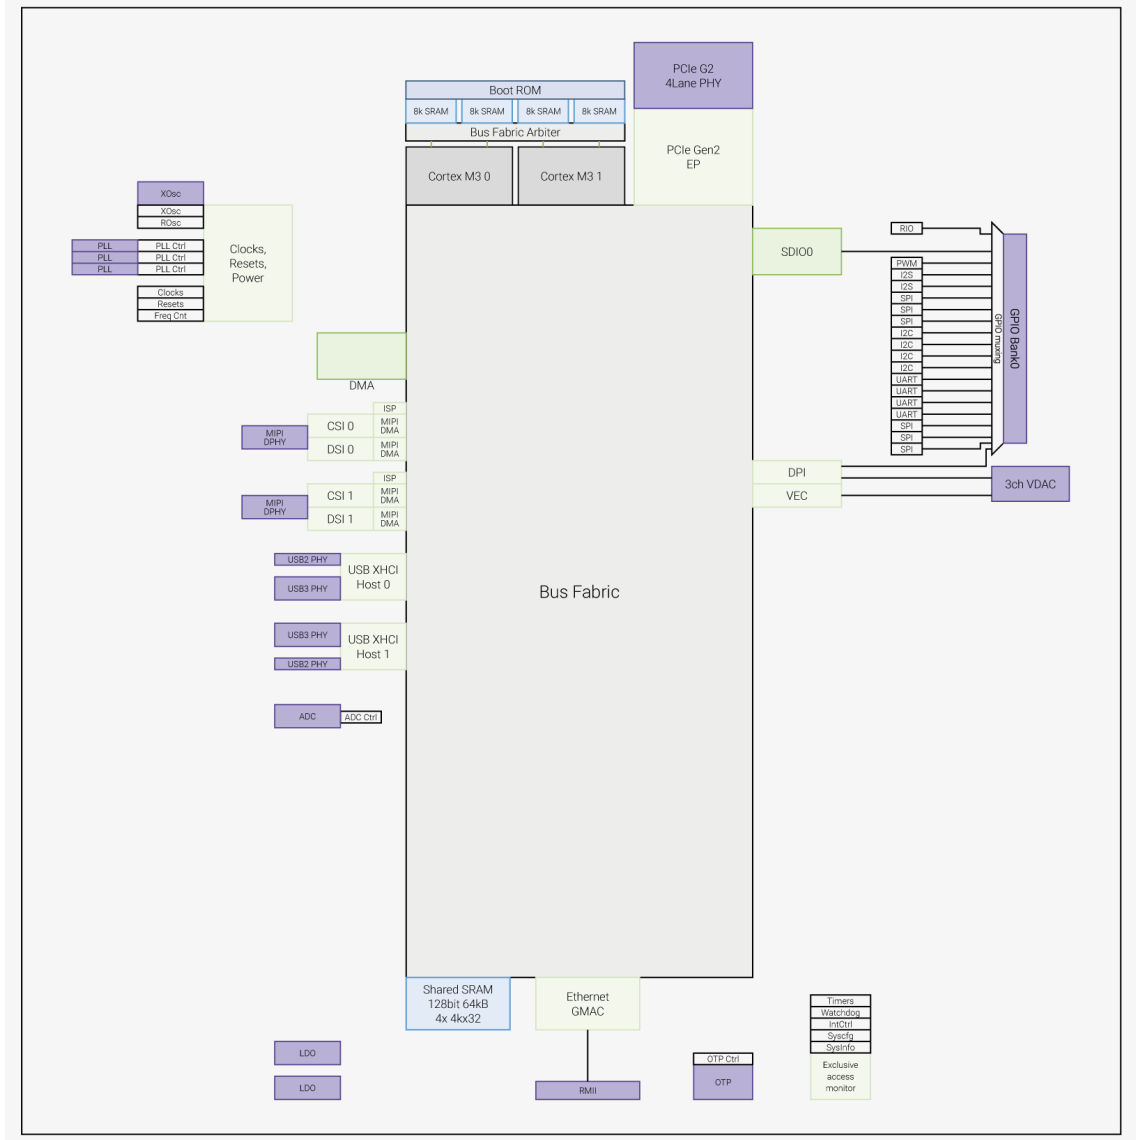 PCIe G2
4Lane PHY
Boot ROM
8k SRAM
8k SRAM
8k SRAM
8k SRAM
Bus Fabric Arbiter
PCIe Gen2
EP
Cortex M3 0
Cortex M3 1
XOsc
XOsc
ROsc
PLL
PLL Ctrl
PLL
PLL Ctrl
PLL
PLL Ctrl
Clocks,
Resets,
Power
Clocks
Resets
Freq Cnt
SDIO0
RIO
PWM
I2S
I2S
SPI
SPI
SPI
I2C
I2C
I2C
I2C
UART
UART
UART
UART
SPI
SPI
SPI
GPIO muxing
GPIO Bank0
DMA
ISP
MIPI
DPHY
CSI 0
MIPI
DMA
DSI 0
MIPI
DMA
ISP
MIPI
DPHY
CSI 1
MIPI
DMA
DSI 1
MIPI
DMA
DPI
VEC
3ch VDAC
USB2 PHY
USB3 PHY
USB XHCI
Host 0
Bus Fabric
USB3 PHY
USB2 PHY
USB XHCI
Host 1
ADC
ADC Ctrl
Shared SRAM
128bit 64kB
4x 4kx32
Ethernet
GMAC
Timers
Watchdog
IntCtrl
Syscfg
SysInfo
Exclusive
access
monitor
LDO
LDO
RMII
OTP Ctrl
OTP